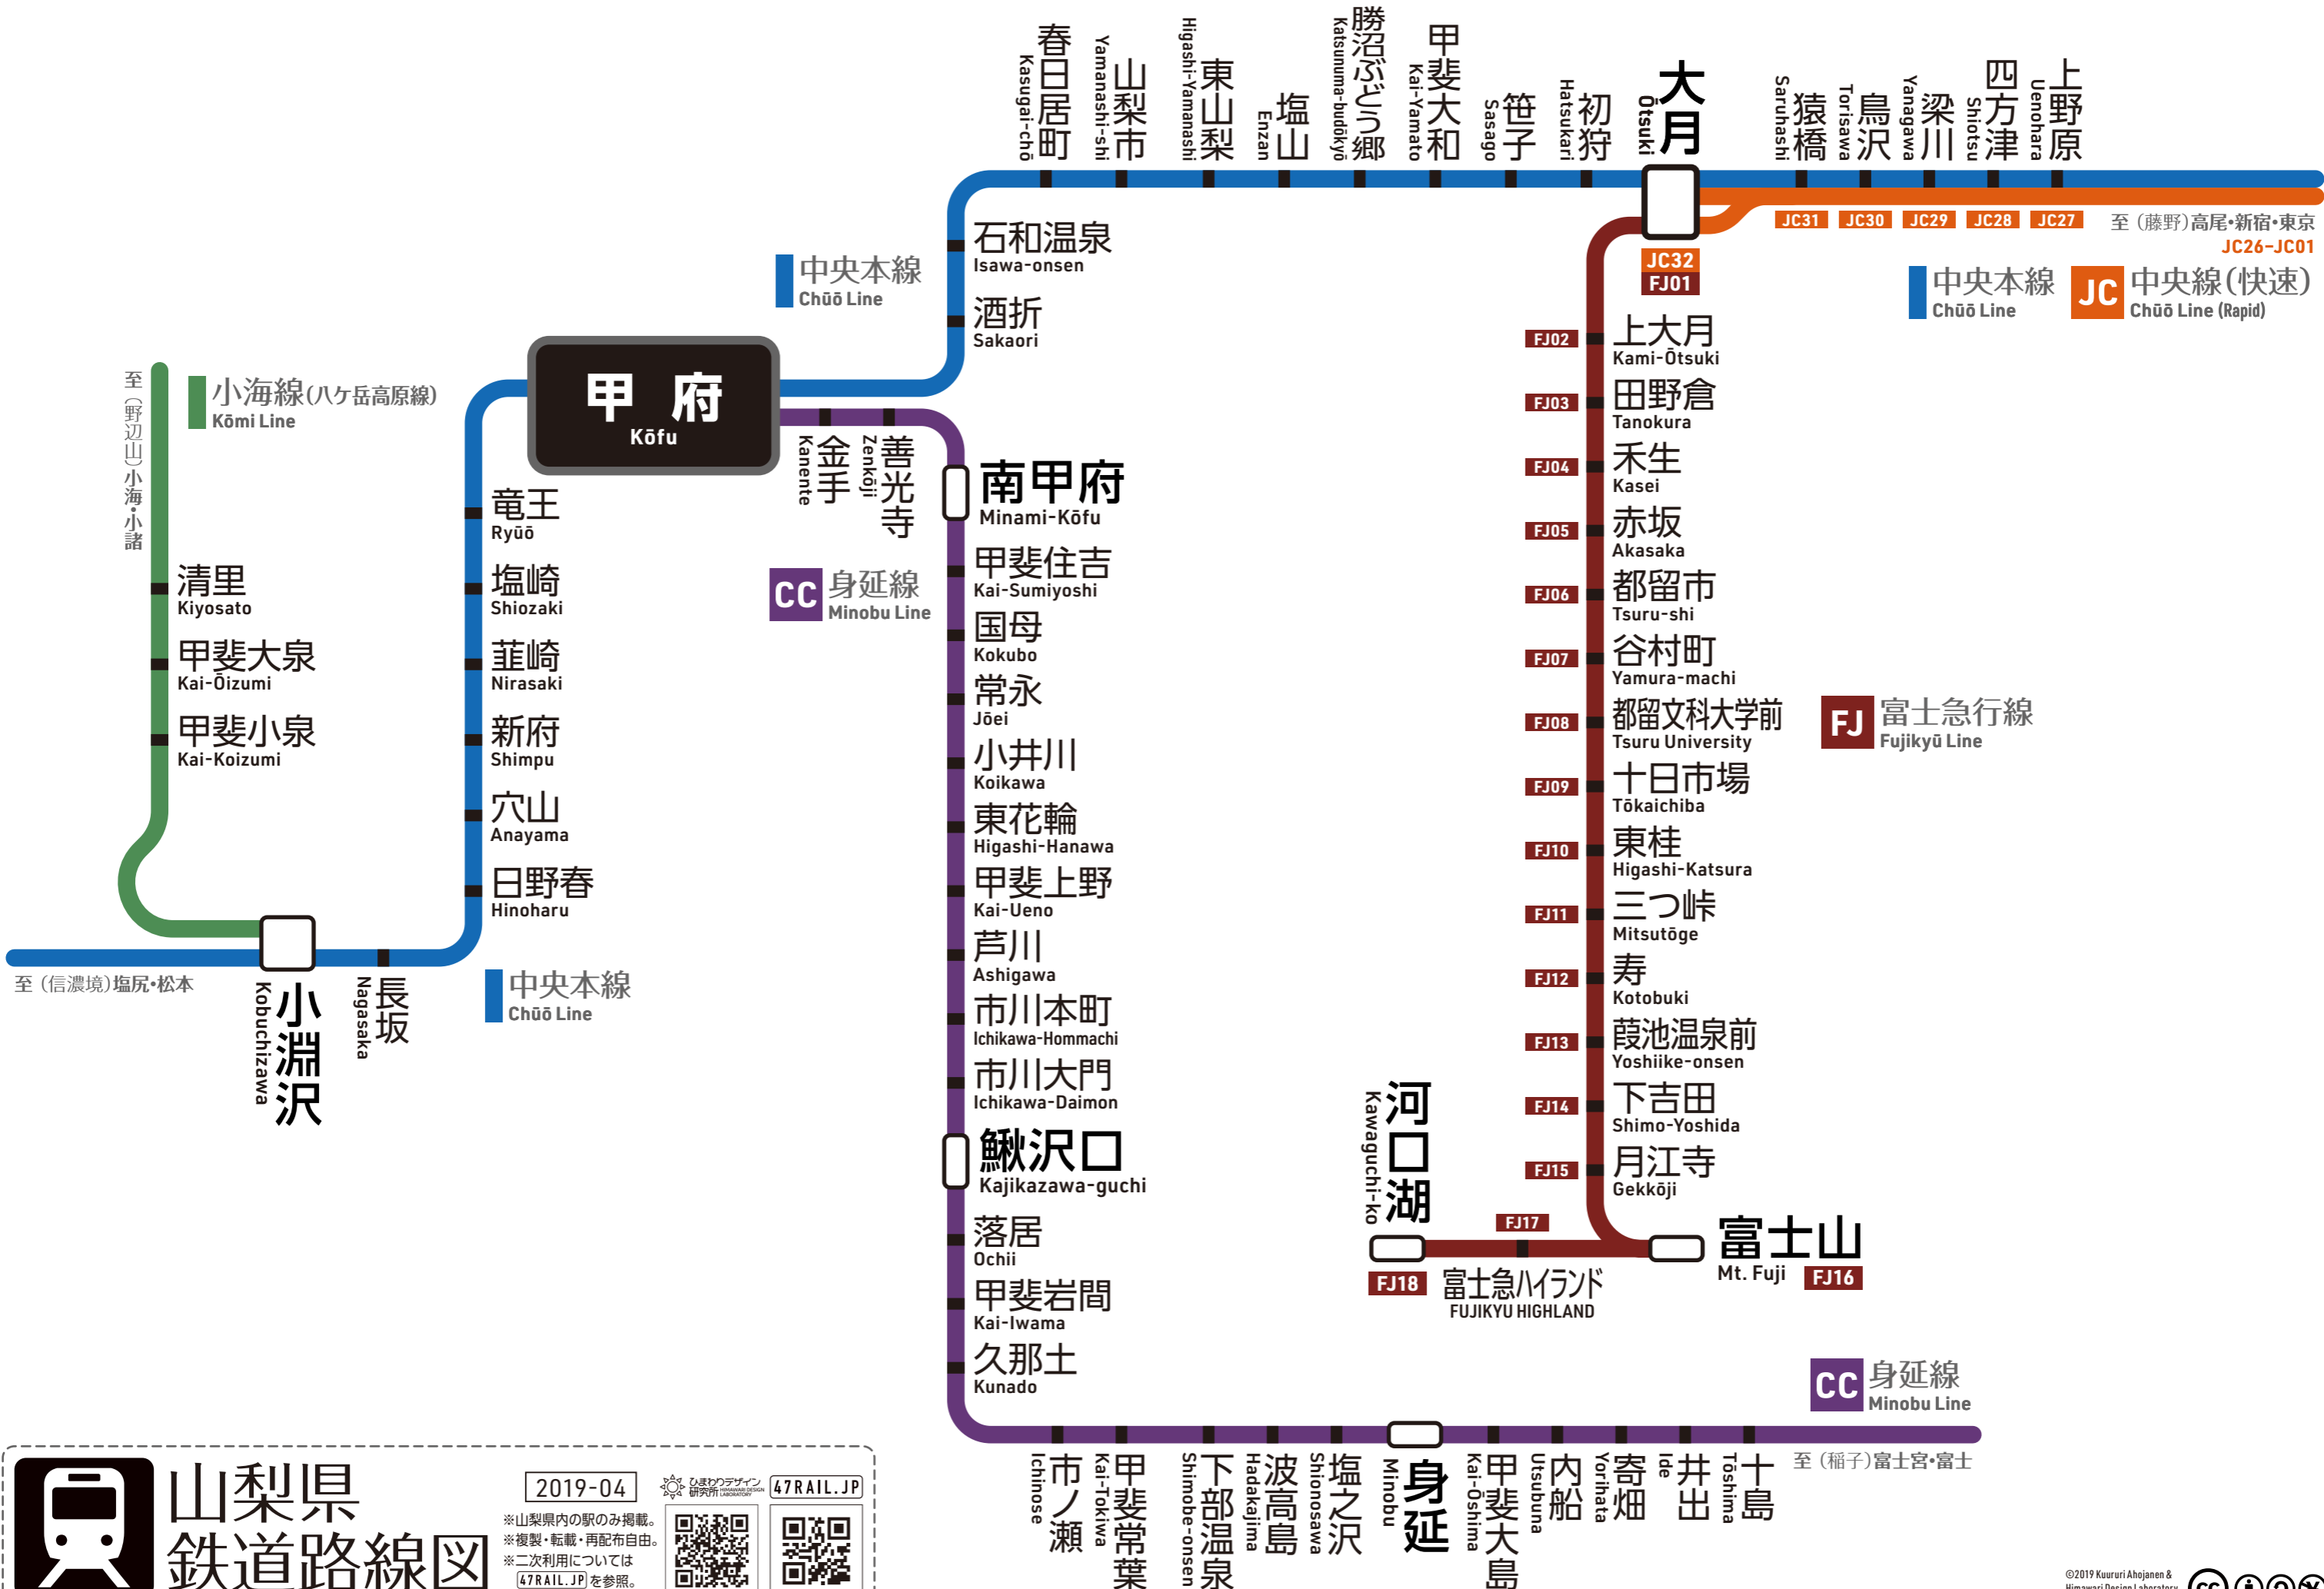 春日居町
Kasugai-chō
山梨市
Yamanashi-shi
東山梨
Higashi-Yamanashi
塩山
Enzan
勝沼ぶどう郷
Katsunuma-budōkyō
甲斐大和
Kai-Yamato
笹子
Sasago
初狩
Hatsukari
大月
Ōtsuki
JC32
FJ01
猿橋
Saruhashi
JC31
鳥沢
Torisawa
JC30
梁川
Yanagawa
JC29
四方津
Shiotsu
JC28
上野原
Uenohara
JC27
至（藤野）高尾・新宿・東京
JC26-JC01
中央本線
Chūō Line
JC 中央線（快速）
Chūō Line (Rapid)
中央本線
Chūō Line
石和温泉
Isawa-onsen
酒折
Sakaori
甲府
Kōfu
至（野辺山）小海・小諸
小海線（八ケ岳高原線）
Kōmi Line
清里
Kiyosato
甲斐大泉
Kai-Ōizumi
甲斐小泉
Kai-Koizumi
竜王
Ryūō
塩崎
Shiozaki
韮崎
Nirasaki
新府
Shimpu
穴山
Anayama
日野春
Hinoharu
長坂
Nagasaka
小淵沢
Kobuchizawa
至（信濃境）塩尻・松本
中央本線
Chūō Line
金手
Kanente
善光寺
Zenkōji
南甲府
Minami-Kōfu
CC 身延線
Minobu Line
甲斐住吉
Kai-Sumiyoshi
国母
Kokubo
常永
Jōei
小井川
Koikawa
東花輪
Higashi-Hanawa
甲斐上野
Kai-Ueno
芦川
Ashigawa
市川本町
Ichikawa-Hommachi
市川大門
Ichikawa-Daimon
鰍沢口
Kajikazawa-guchi
落居
Ochii
甲斐岩間
Kai-Iwama
久那土
Kunado
市ノ瀬
Ichinose
甲斐常葉
Kai-Tokiwa
下部温泉
Shimobe-onsen
波高島
Hadakajima
塩之沢
Shionosawa
身延
Minobu
甲斐大島
Kai-Ōshima
内船
Utsubuna
寄畑
Yorihata
井出
Ide
十島
Tōshima
至（稲子）富士宮・富士
CC 身延線
Minobu Line
FJ02 上大月
Kami-Ōtsuki
FJ03 田野倉
Tanokura
FJ04 禾生
Kasei
FJ05 赤坂
Akasaka
FJ06 都留市
Tsuru-shi
FJ07 谷村町
Yamura-machi
FJ08 都留文科大学前
Tsuru University
FJ09 十日市場
Tōkaichiba
FJ10 東桂
Higashi-Katsura
FJ11 三つ峠
Mitsutōge
FJ12 寿
Kotobuki
FJ13 葭池温泉前
Yoshiike-onsen
FJ14 下吉田
Shimo-Yoshida
FJ15 月江寺
Gekkōji
富士山
Mt. Fuji FJ16
FJ17
富士急ハイランド
FUJIKYU HIGHLAND
河口湖
Kawaguchi-ko
FJ18
FJ 富士急行線
Fujikyū Line
山梨県
鉄道路線図
2019-04
ひまわりデザイン
研究所 HIMAWARI DESIGN LABORATORY
47RAIL.JP
※山梨県内の駅のみ掲載。
※複製・転載・再配布自由。
※二次利用については
47RAIL.JP を参照。
©2019 Kuururi Ahojanen &
Himawari Design Laboratory
CC